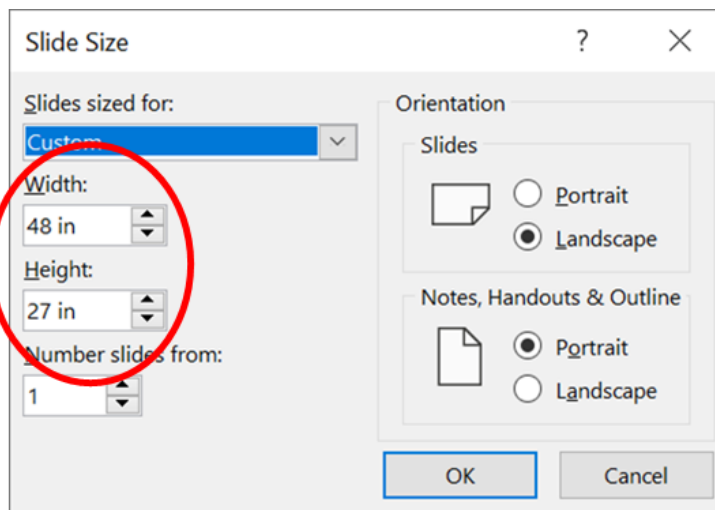 Slide Size
?
Slides sized for:
Custom
Width:
48 in
Height:
27 in
Number slides from:
1
Orientation
Slides
Portrait
Landscape
Notes, Handouts & Outline
Portrait
Landscape
OK
Cancel